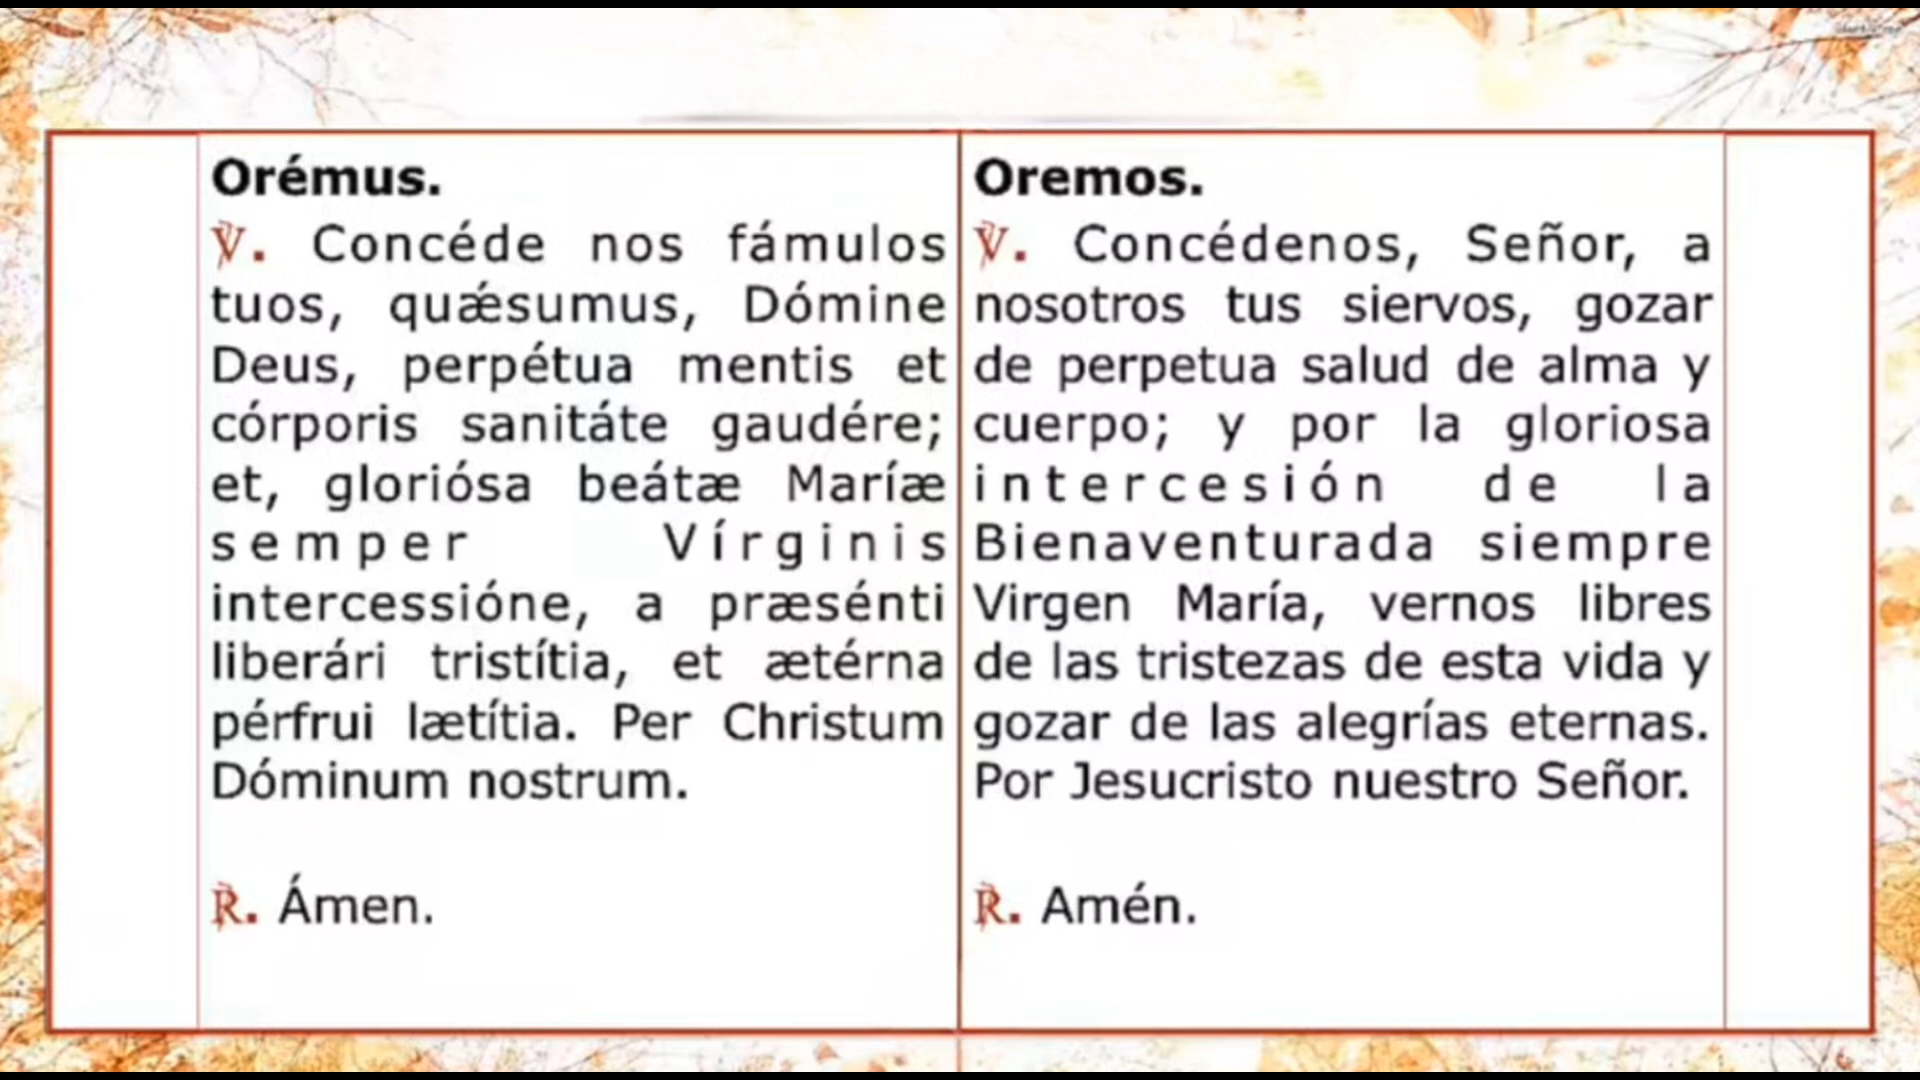 Orémus.
℣. Concéde nos fámulos
tuos, quǽsumus, Dómine
Deus, perpétua mentis et
córporis sanitáte gaudére;
et, gloriósa beátæ Maríæ
semper Vírginis
intercessióne, a præsénti
liberári tristítia, et ætérna
pérfrui lætítia. Per Christum
Dóminum nostrum.
℟. Ámen.
Oremos.
℣. Concédenos, Señor, a
nosotros tus siervos, gozar
de perpetua salud de alma y
cuerpo; y por la gloriosa
intercesión de la
Bienaventurada siempre
Virgen María, vernos libres
de las tristezas de esta vida y
gozar de las alegrías eternas.
Por Jesucristo nuestro Señor.
℟. Amén.